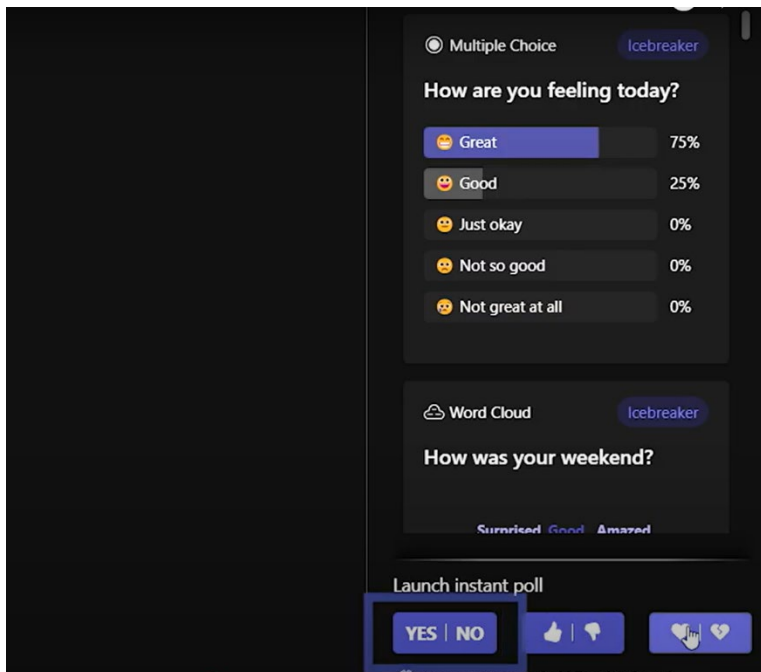 Multiple Choice Icebreaker
How are you feeling today?
Great 75%
Good 25%
Just okay 0%
Not so good 0%
Not great at all 0%
Word Cloud Icebreaker
How was your weekend?
Surprised Good Amazed
Launch instant poll
YES | NO